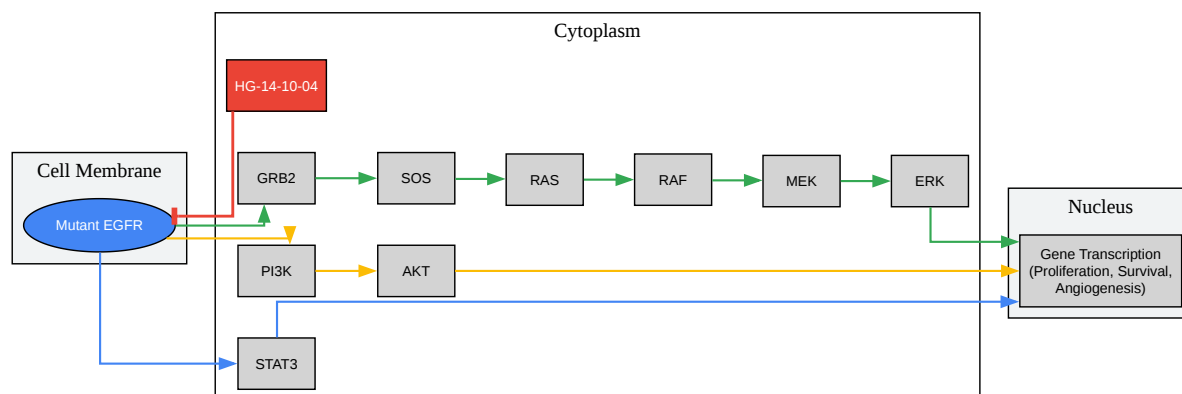 Cytoplasm
HG-14-10-04
Cell Membrane
Mutant EGFR
GRB2
SOS
RAS
RAF
MEK
ERK
PI3K
AKT
STAT3
Nucleus
Gene Transcription
(Proliferation, Survival,
Angiogenesis)